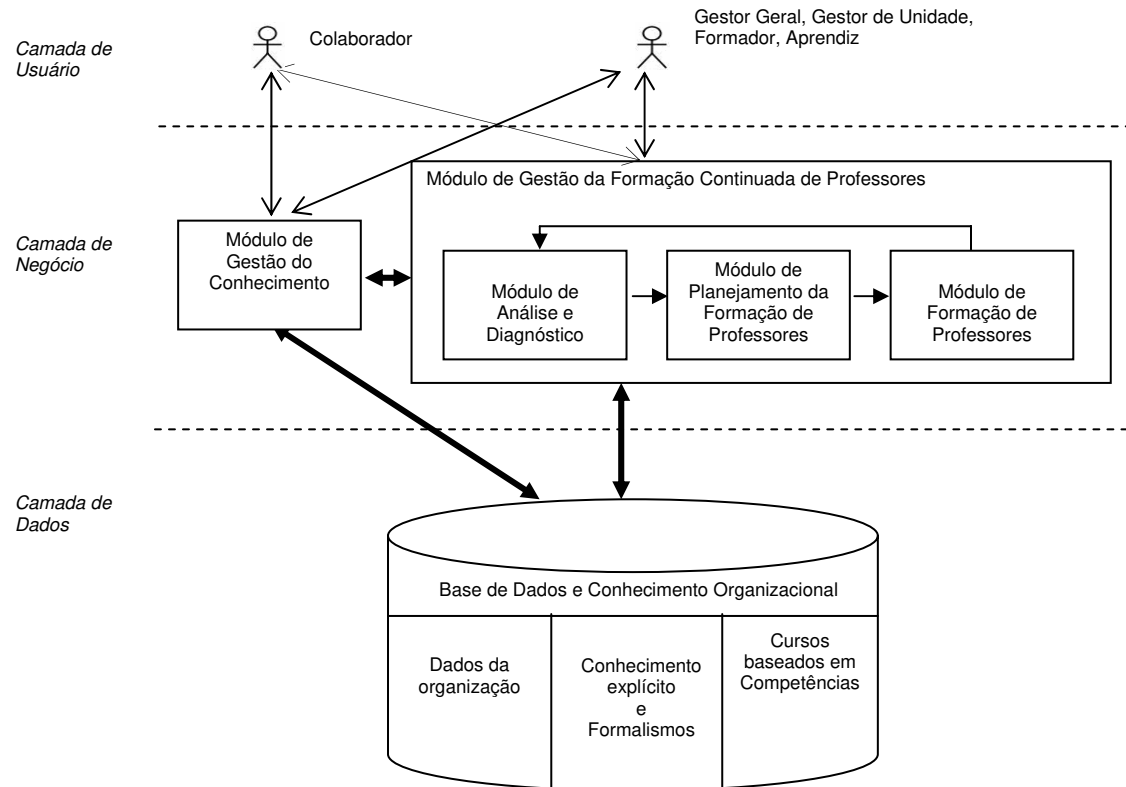 Camada de
Usuário
Colaborador
Gestor Geral, Gestor de Unidade,
Formador, Aprendiz
Camada de
Negócio
Módulo de
Gestão do
Conhecimento
Módulo de Gestão da Formação Continuada de Professores
Módulo de
Análise e
Diagnóstico
Módulo de
Planejamento da
Formação de
Professores
Módulo de
Formação de
Professores
Camada de
Dados
Base de Dados e Conhecimento Organizacional
Dados da
organização
Conhecimento
explícito
e
Formalismos
Cursos
baseados em
Competências